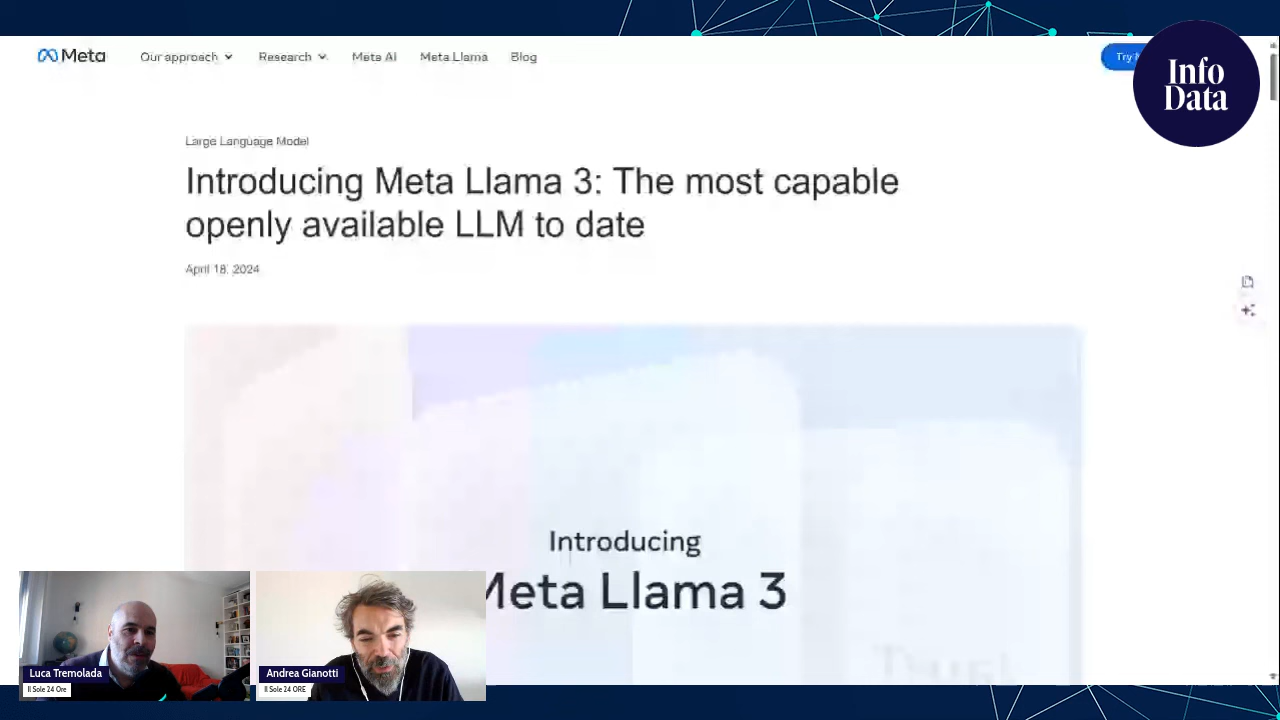 Meta
Our approach
Research
Meta AI
Meta Llama
Blog
Try
Info
Data
Large Language Model
Introducing Meta Llama 3: The most capable
openly available LLM to date
April 18, 2024
Introducing
Meta Llama 3
Luca Tremolada
Il Sole 24 Ore
Andrea Gianotti
Il Sole 24 ORE